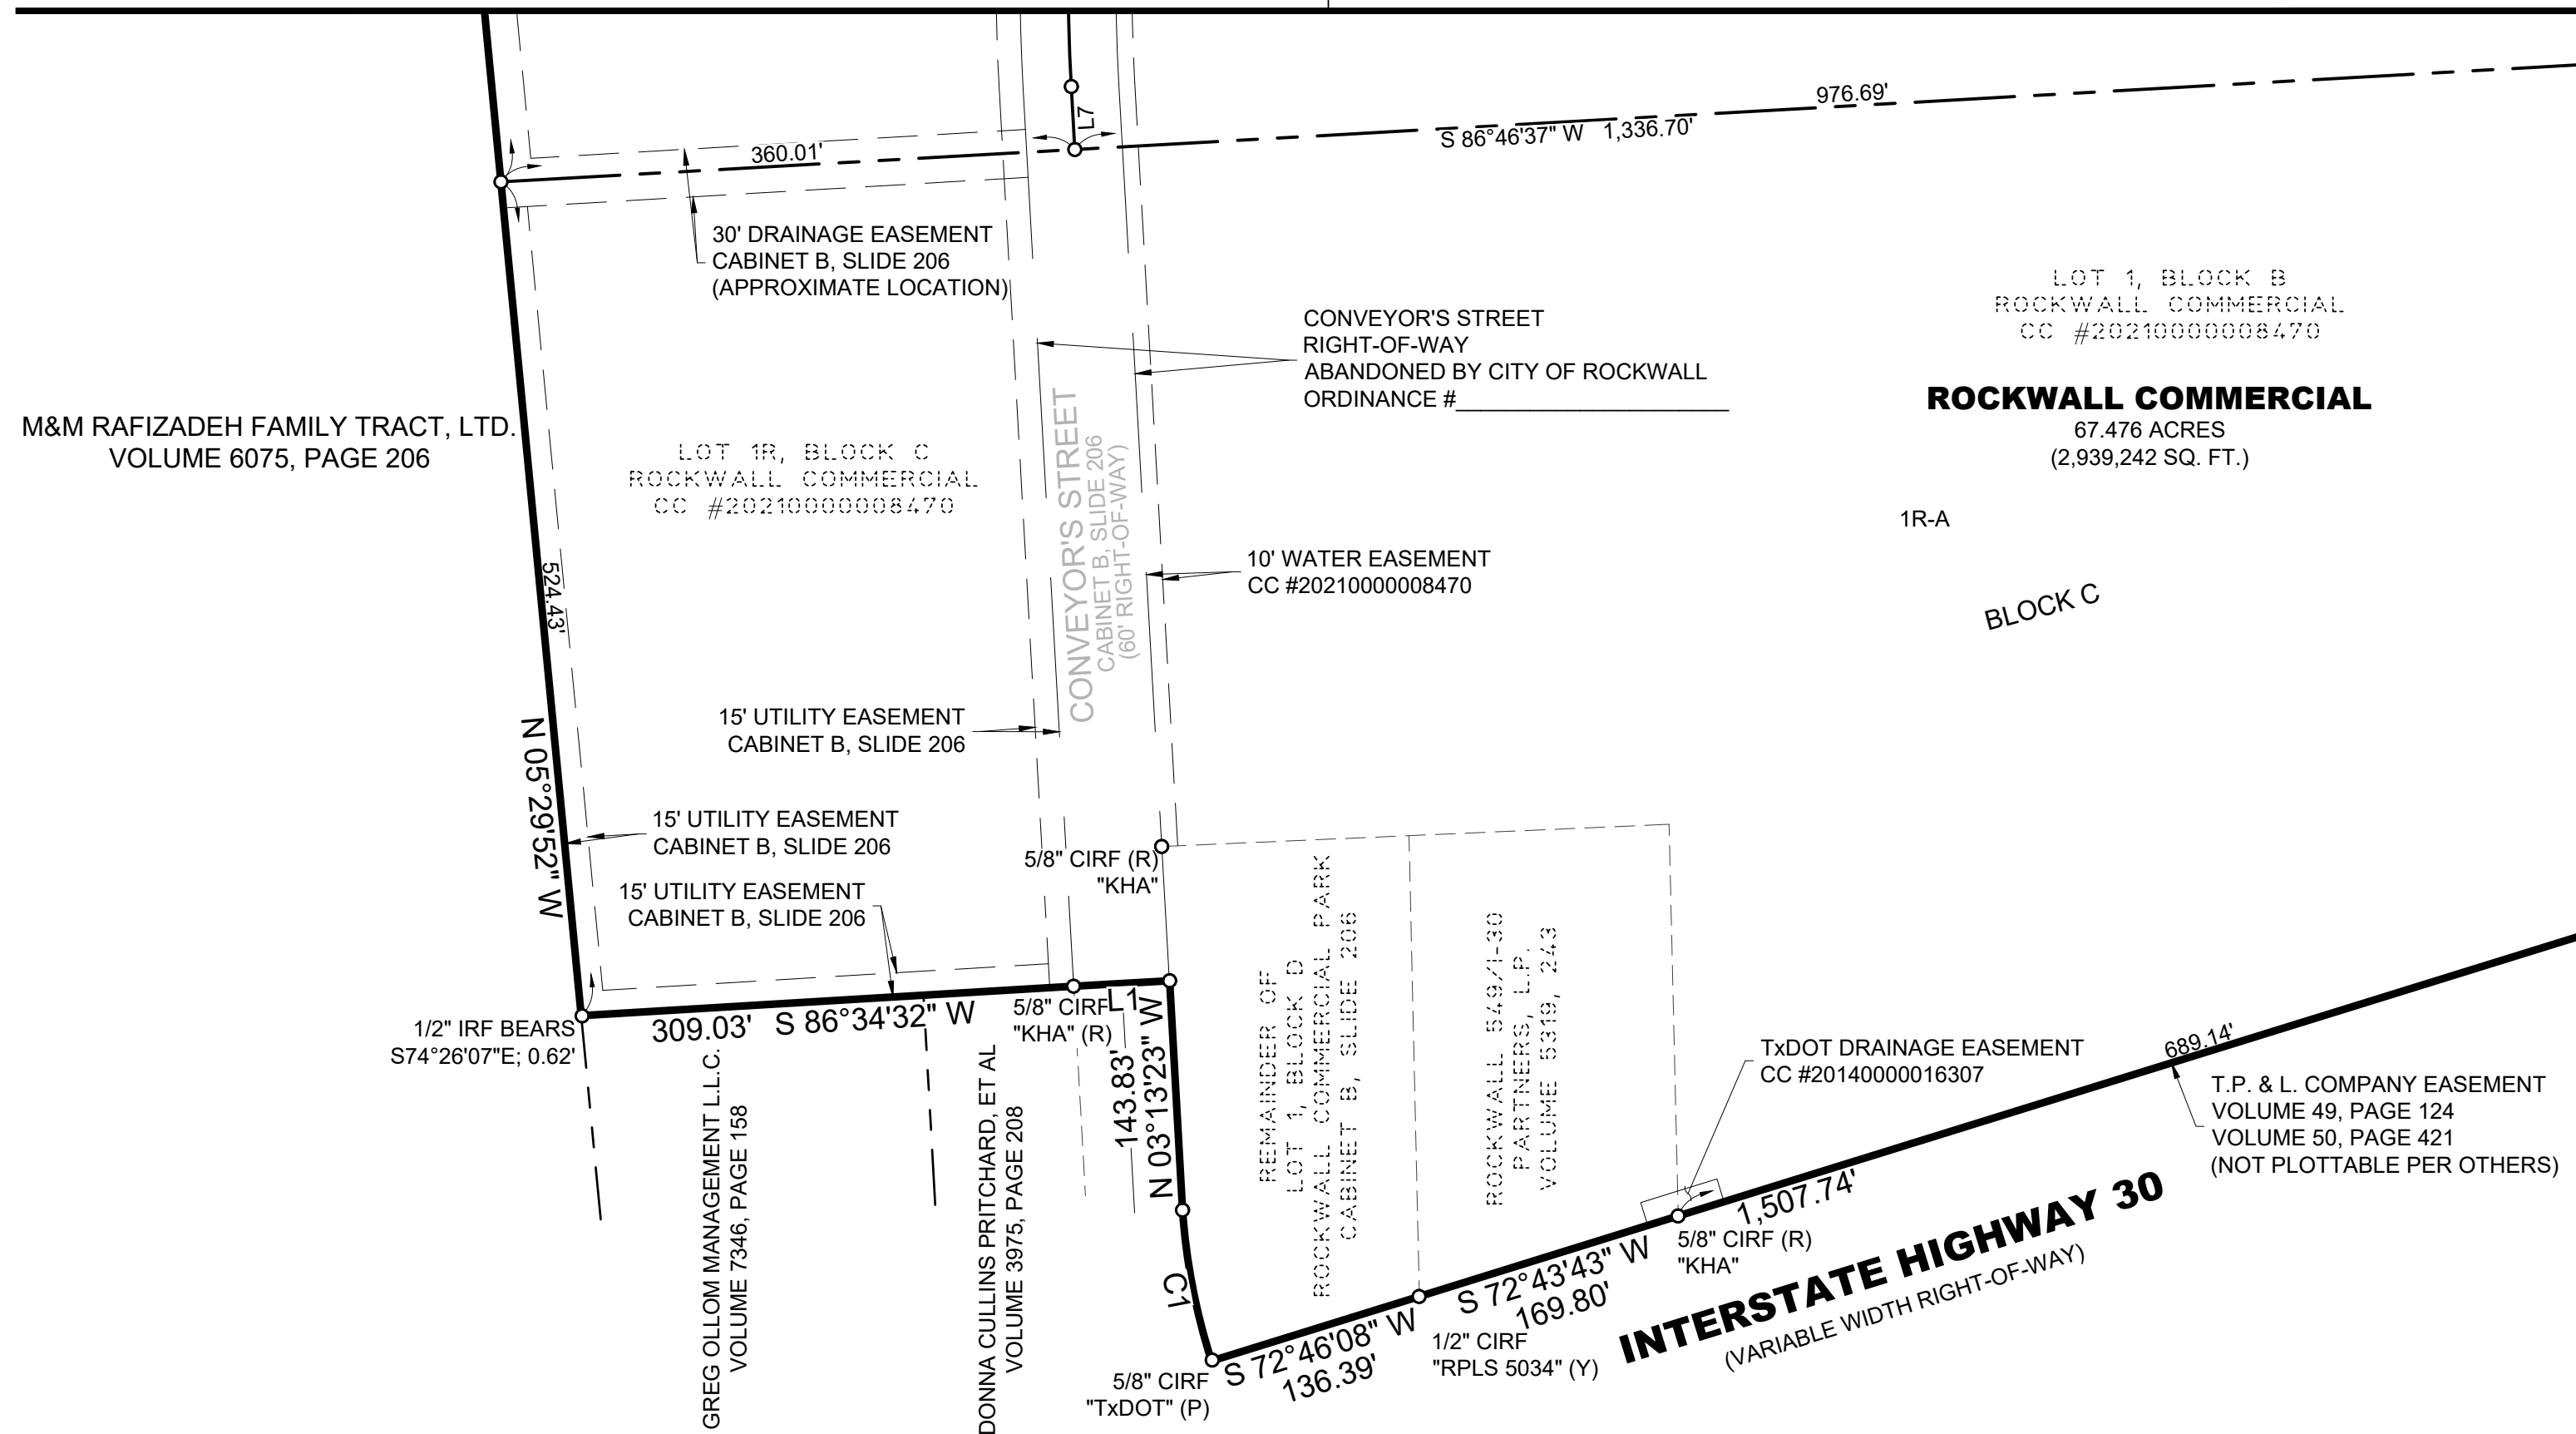 976.69'
S 86°46'37" W 1,336.70'
L7
360.01'
30' DRAINAGE EASEMENT
CABINET B, SLIDE 206
(APPROXIMATE LOCATION)
LOT 1, BLOCK B
ROCKWALL COMMERCIAL
CC #20210000008470
CONVEYOR'S STREET
RIGHT-OF-WAY
ABANDONED BY CITY OF ROCKWALL
ORDINANCE #______________________
ROCKWALL COMMERCIAL
67.476 ACRES
(2,939,242 SQ. FT.)
M&M RAFIZADEH FAMILY TRACT, LTD.
VOLUME 6075, PAGE 206
LOT 1R, BLOCK C
ROCKWALL COMMERCIAL
CC #20210000008470
CONVEYOR'S STREET
CABINET B, SLIDE 206
(60' RIGHT-OF-WAY)
1R-A
BLOCK C
10' WATER EASEMENT
CC #20210000008470
524.43'
N 05°29'52" W
15' UTILITY EASEMENT
CABINET B, SLIDE 206
15' UTILITY EASEMENT
CABINET B, SLIDE 206
15' UTILITY EASEMENT
CABINET B, SLIDE 206
5/8" CIRF (R)
"KHA"
1/2" IRF BEARS
S74°26'07"E; 0.62'
309.03' S 86°34'32" W
5/8" CIRF
"KHA" (R)
L1
143.83'
N 03°13'23" W
GREG OLLOM MANAGEMENT L.L.C.
VOLUME 7346, PAGE 158
DONNA CULLINS PRITCHARD, ET AL
VOLUME 3975, PAGE 208
REMAINDER OF
LOT 1, BLOCK D
ROCKWALL COMMERCIAL PARK
CABINET B, SLIDE 206
ROCKWALL 549/I-30
PARTNERS, L.P.
VOLUME 5319, 243
TxDOT DRAINAGE EASEMENT
CC #20140000016307
689.14'
T.P. & L. COMPANY EASEMENT
VOLUME 49, PAGE 124
VOLUME 50, PAGE 421
(NOT PLOTTABLE PER OTHERS)
1,507.74'
5/8" CIRF (R)
"KHA"
INTERSTATE HIGHWAY 30
(VARIABLE WIDTH RIGHT-OF-WAY)
C1
S 72°43'43" W
169.80'
1/2" CIRF
"RPLS 5034" (Y)
S 72°46'08" W
136.39'
5/8" CIRF
"TxDOT" (P)